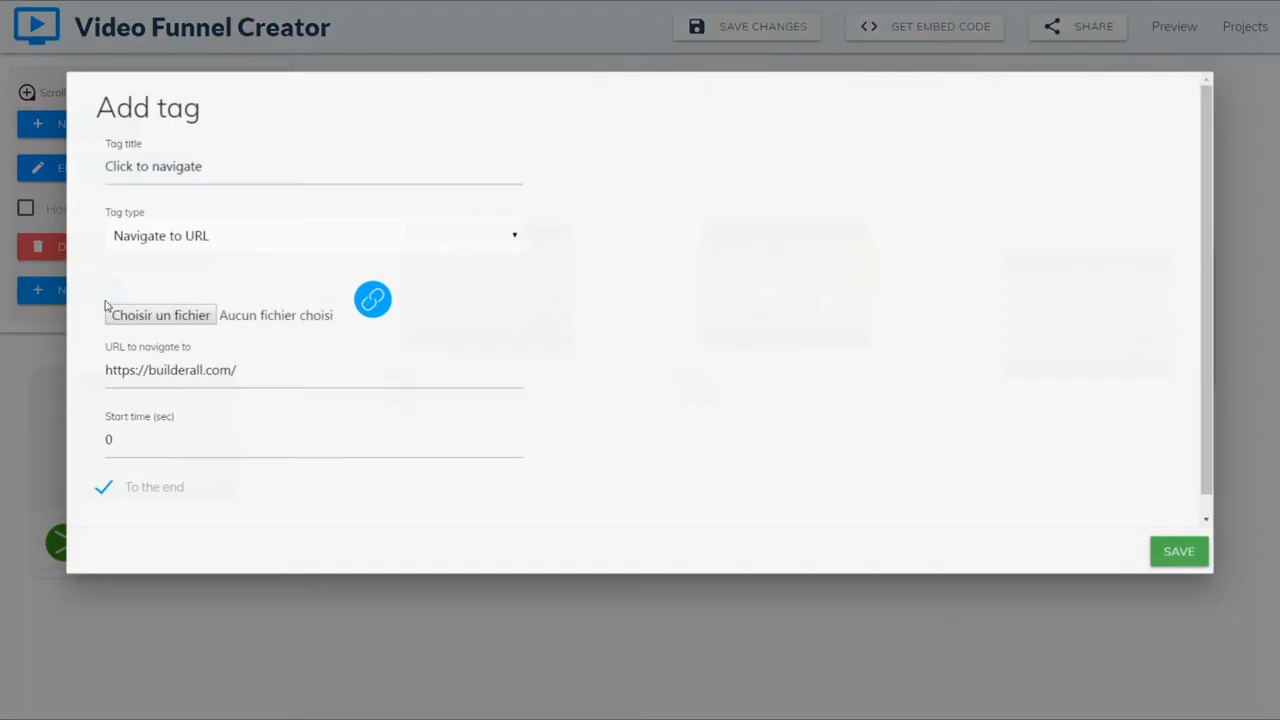 Video Funnel Creator
SAVE CHANGES
GET EMBED CODE
SHARE
Preview
Projects
Scroll
Add tag
Tag title
Click to navigate
Tag type
Navigate to URL
Choisir un fichier Aucun fichier choisi
URL to navigate to
https://builderall.com/
Start time (sec)
0
To the end
SAVE